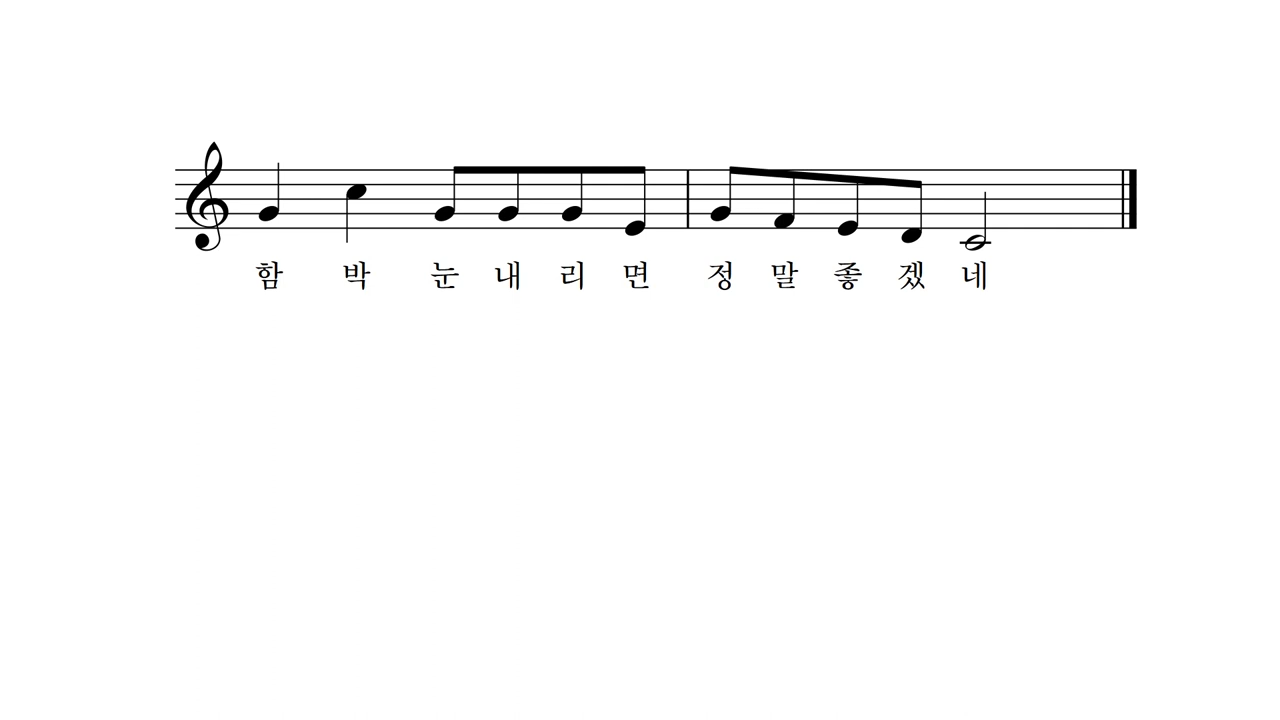 함 박 눈 내 리 면 정 말 좋 겠 네